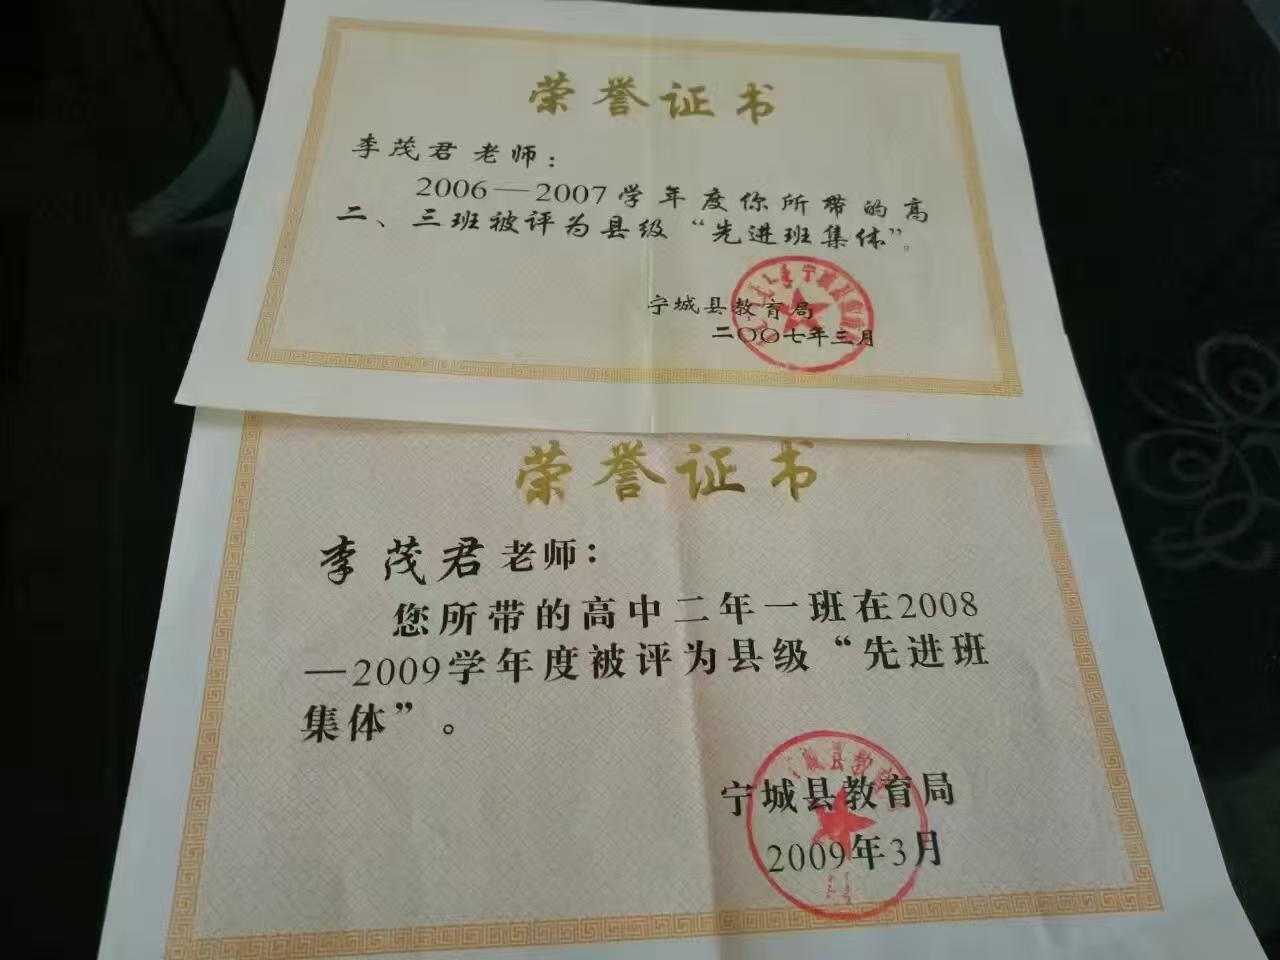 荣誉证书
李茂君 老师：
2006—2007学年度你所带的高
二、三班被评为县级“先进班集体”。
宁城县教育局
二〇〇七年三月
荣誉证书
李茂君老师：
您所带的高中二年一班在2008
—2009学年度被评为县级“先进班
集体”。
宁城县教育局
2009年3月